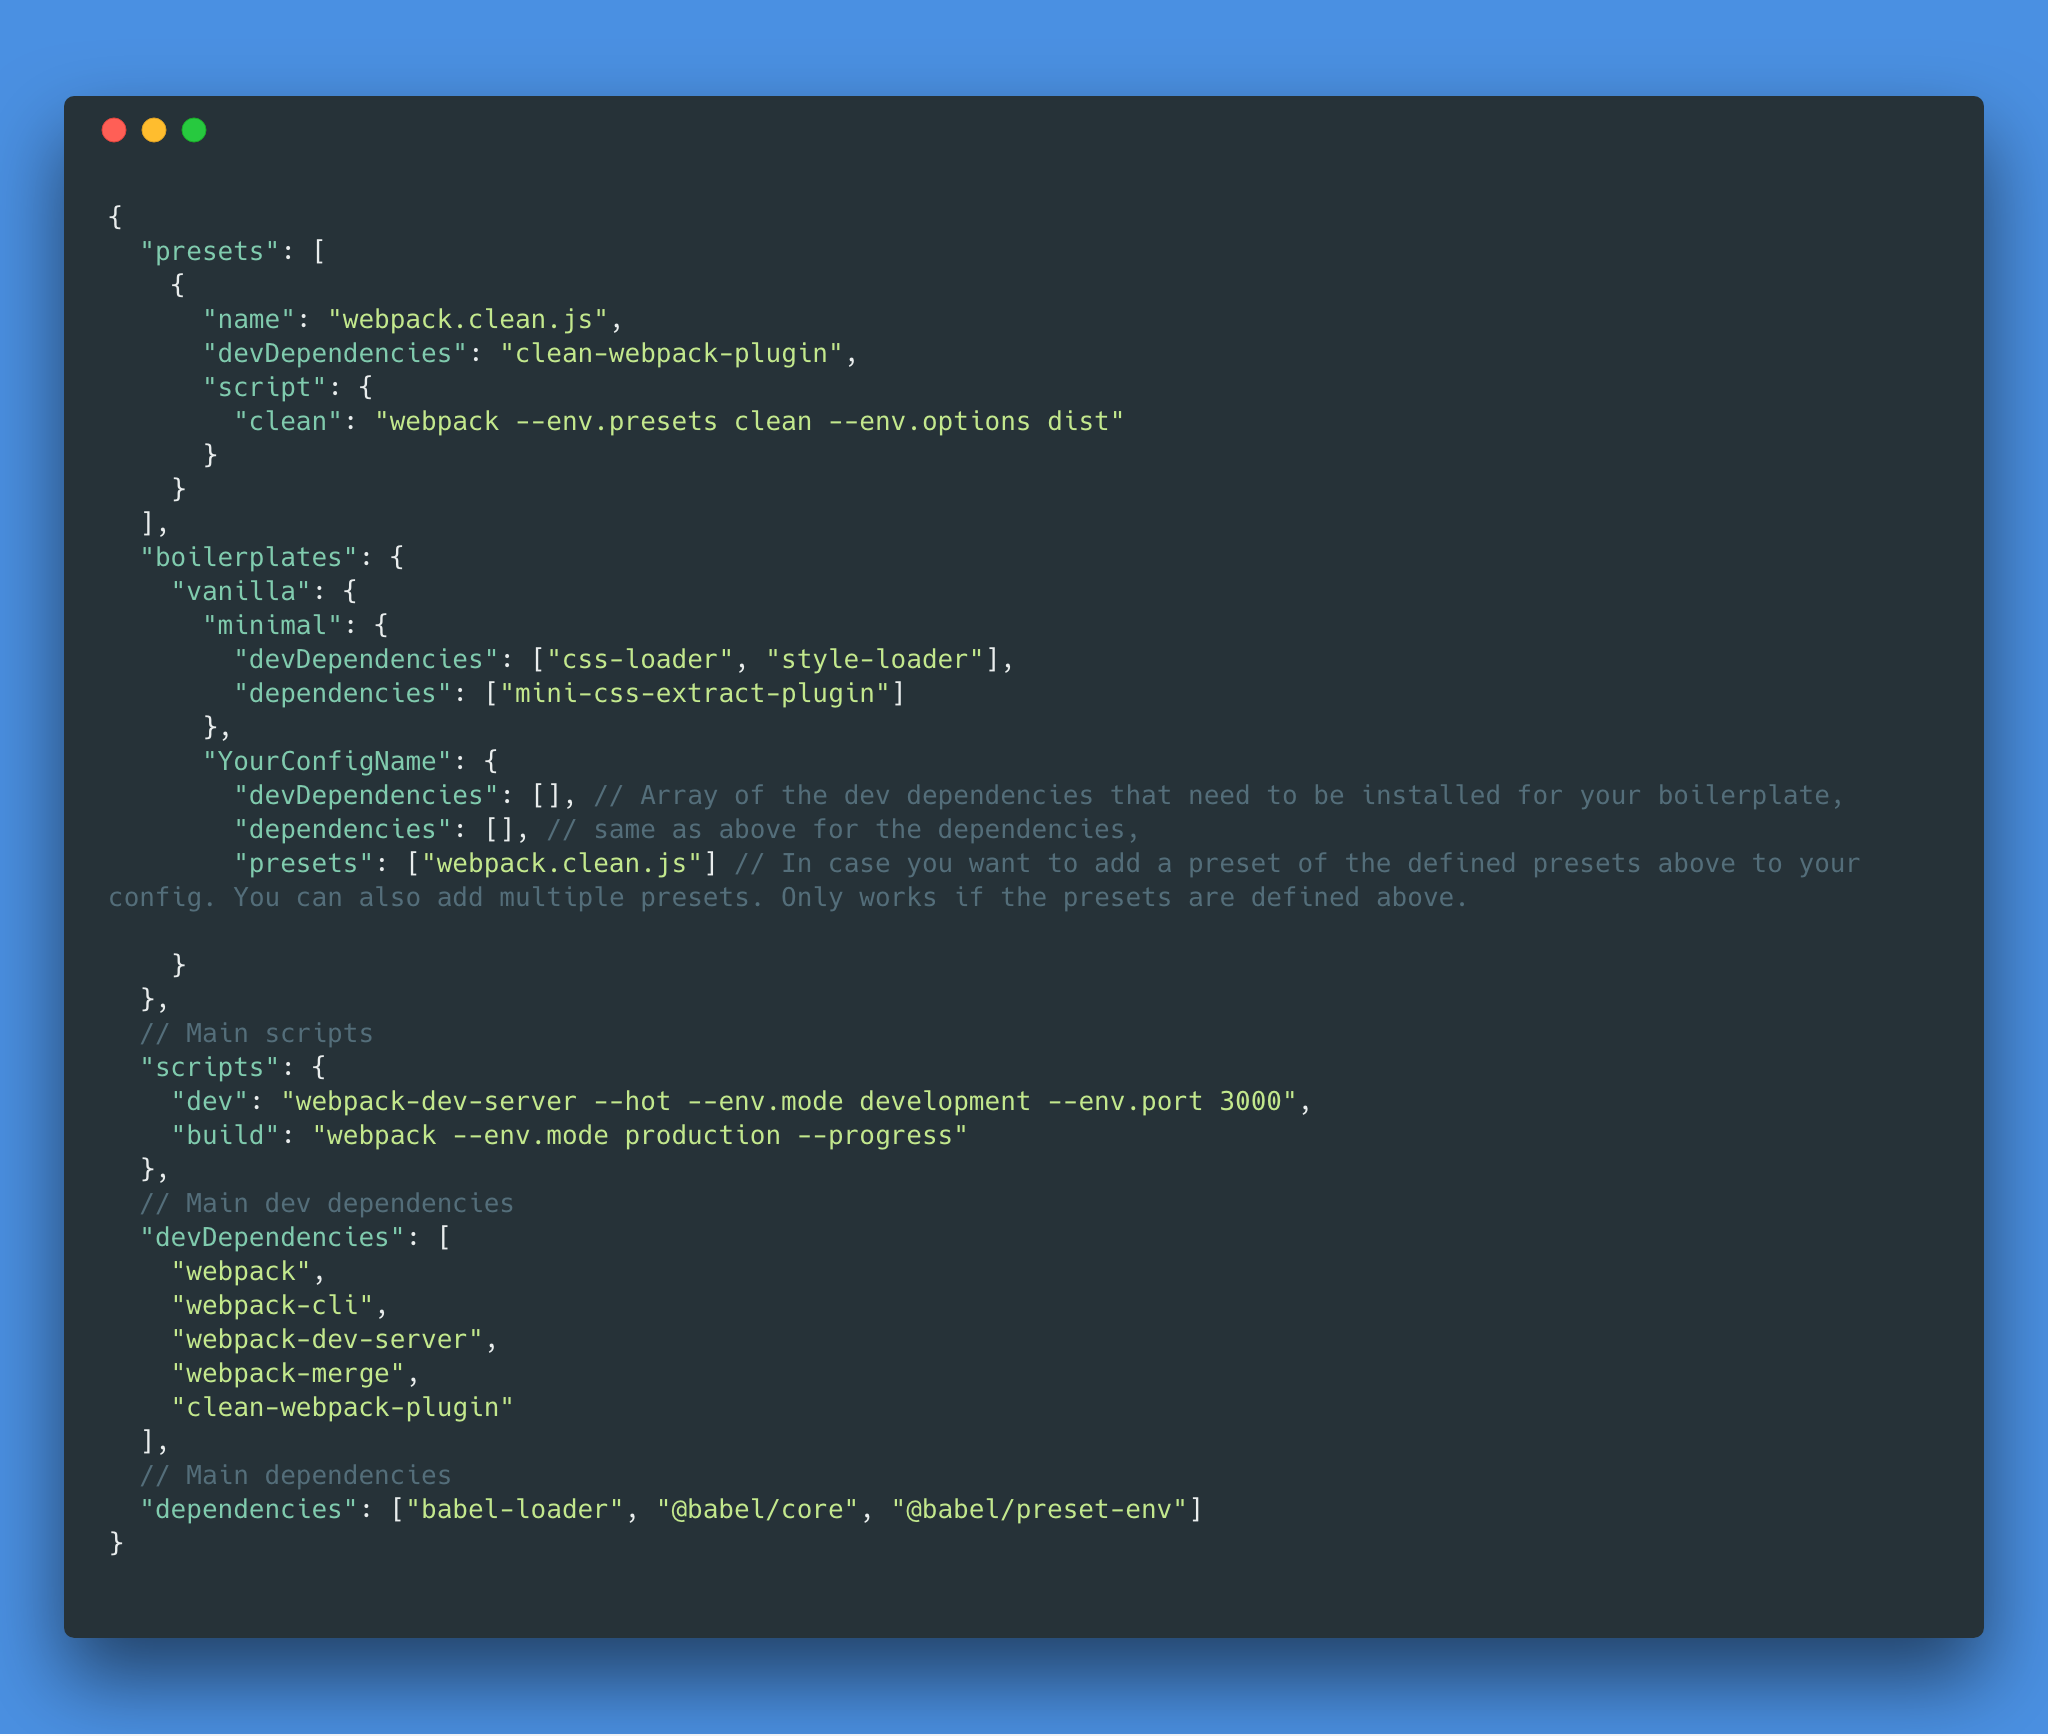 {
  "presets": [
    {
      "name": "webpack.clean.js",
      "devDependencies": "clean-webpack-plugin",
      "script": {
        "clean": "webpack --env.presets clean --env.options dist"
      }
    }
  ],
  "boilerplates": {
    "vanilla": {
      "minimal": {
        "devDependencies": ["css-loader", "style-loader"],
        "dependencies": ["mini-css-extract-plugin"]
      },
      "YourConfigName": {
        "devDependencies": [], // Array of the dev dependencies that need to be installed for your boilerplate,
        "dependencies": [], // same as above for the dependencies,
        "presets": ["webpack.clean.js"] // In case you want to add a preset of the defined presets above to your
config. You can also add multiple presets. Only works if the presets are defined above.

    }
  },
  // Main scripts
  "scripts": {
    "dev": "webpack-dev-server --hot --env.mode development --env.port 3000",
    "build": "webpack --env.mode production --progress"
  },
  // Main dev dependencies
  "devDependencies": [
    "webpack",
    "webpack-cli",
    "webpack-dev-server",
    "webpack-merge",
    "clean-webpack-plugin"
  ],
  // Main dependencies
  "dependencies": ["babel-loader", "@babel/core", "@babel/preset-env"]
}